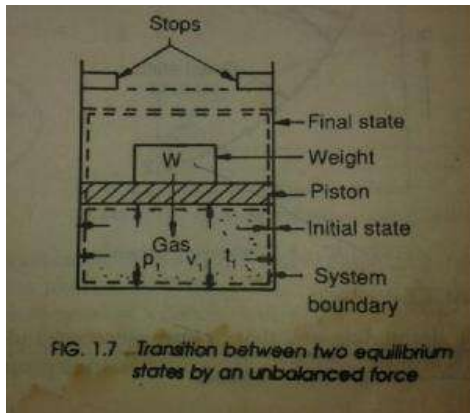 Stops
Final state
W
Weight
Piston
Initial state
Gas
p₁ v₁ t₁
System
boundary
FIG. 1.7 Transition between two equilibrium
states by an unbalanced force